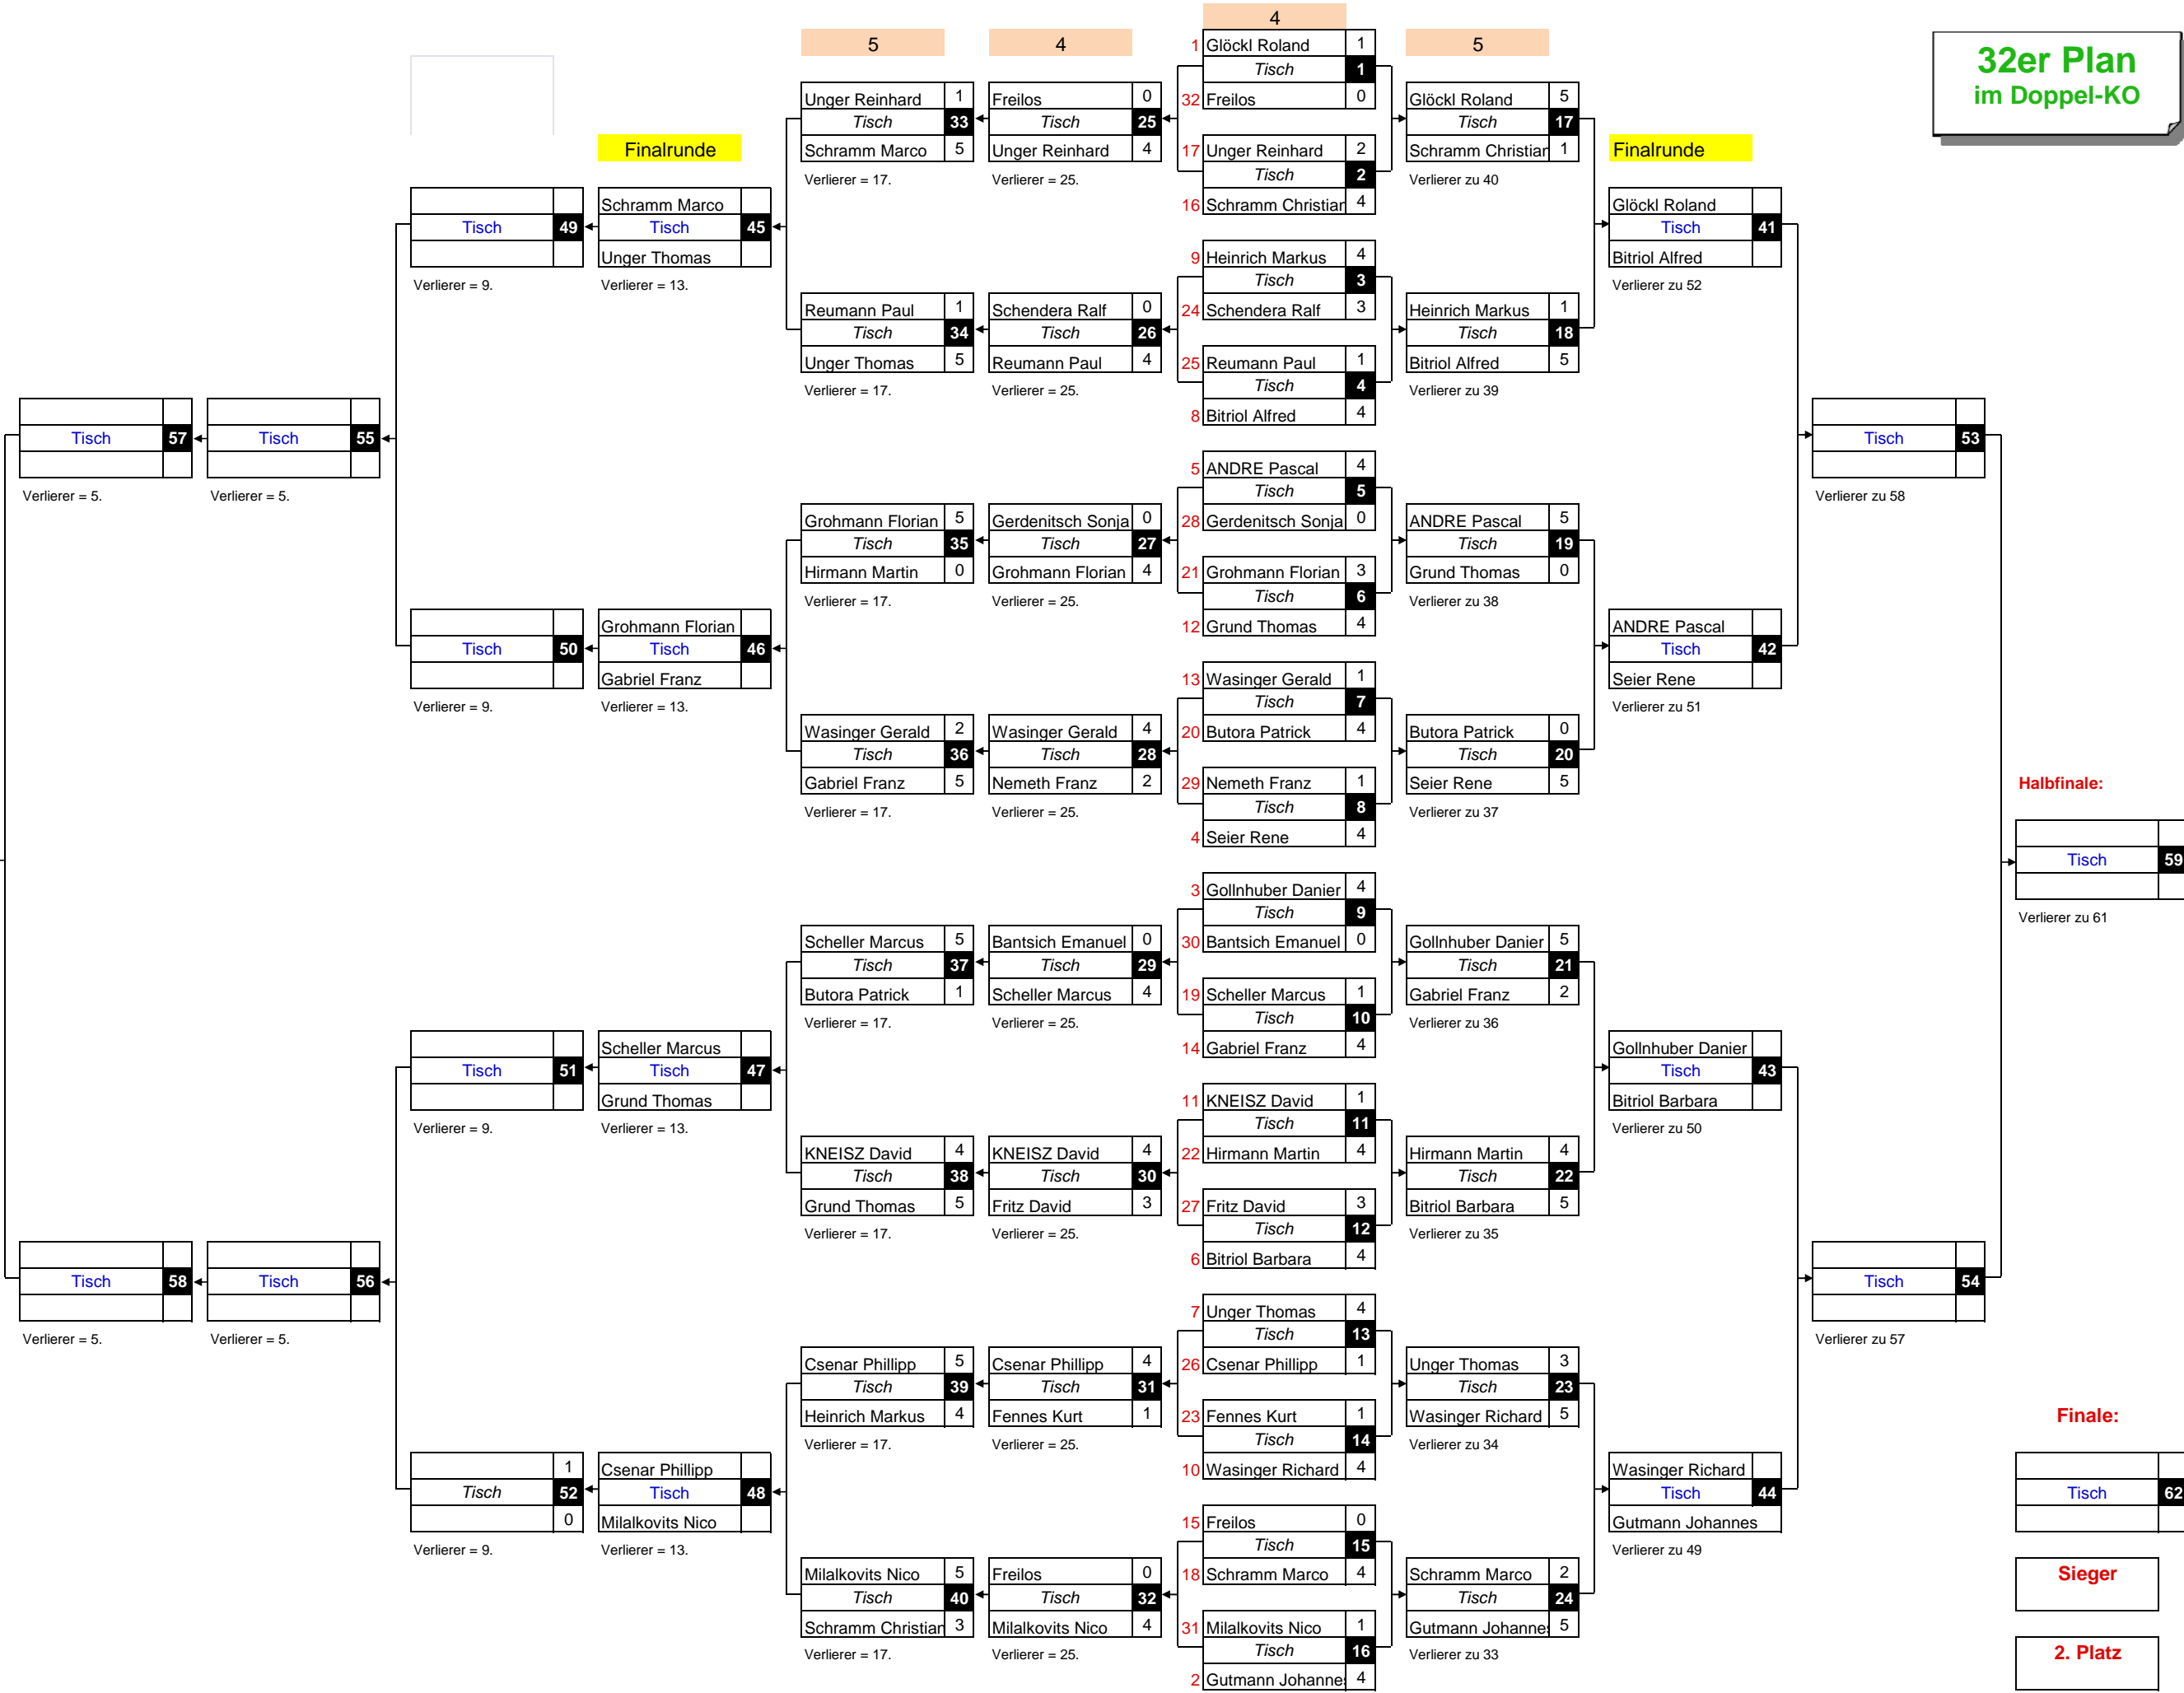 32er Plan
im Doppel-KO
Finalrunde
Tisch 57
Verlierer = 5.
Tisch 58
Verlierer = 5.
Tisch 55
Verlierer = 5.
Tisch 56
Verlierer = 5.
Tisch 49
Verlierer = 9.
Tisch 50
Verlierer = 9.
Tisch 51
Verlierer = 9.
1
Tisch 52
0
Verlierer = 9.
Schramm Marco
Tisch 45
Unger Thomas
Verlierer = 13.
Grohmann Florian
Tisch 46
Gabriel Franz
Verlierer = 13.
Scheller Marcus
Tisch 47
Grund Thomas
Verlierer = 13.
Csenar Phillipp
Tisch 48
Milalkovits Nico
Verlierer = 13.
5
Unger Reinhard 1
Tisch 33
Schramm Marco 5
Verlierer = 17.
Reumann Paul 1
Tisch 34
Unger Thomas 5
Verlierer = 17.
Grohmann Florian 5
Tisch 35
Hirmann Martin 0
Verlierer = 17.
Wasinger Gerald 2
Tisch 36
Gabriel Franz 5
Verlierer = 17.
Scheller Marcus 5
Tisch 37
Butora Patrick 1
Verlierer = 17.
KNEISZ David 4
Tisch 38
Grund Thomas 5
Verlierer = 17.
Csenar Phillipp 5
Tisch 39
Heinrich Markus 4
Verlierer = 17.
Milalkovits Nico 5
Tisch 40
Schramm Christian 3
Verlierer = 17.
4
Freilos 0
Tisch 25
Unger Reinhard 4
Verlierer = 25.
Schendera Ralf 0
Tisch 26
Reumann Paul 4
Verlierer = 25.
Gerdenitsch Sonja 0
Tisch 27
Grohmann Florian 4
Verlierer = 25.
Wasinger Gerald 4
Tisch 28
Nemeth Franz 2
Verlierer = 25.
Bantsich Emanuel 0
Tisch 29
Scheller Marcus 4
Verlierer = 25.
KNEISZ David 4
Tisch 30
Fritz David 3
Verlierer = 25.
Csenar Phillipp 4
Tisch 31
Fennes Kurt 1
Verlierer = 25.
Freilos 0
Tisch 32
Milalkovits Nico 4
Verlierer = 25.
4
1 Glöckl Roland 1
Tisch 1
32 Freilos 0
17 Unger Reinhard 2
Tisch 2
16 Schramm Christian 4
9 Heinrich Markus 4
Tisch 3
24 Schendera Ralf 3
25 Reumann Paul 1
Tisch 4
8 Bitriol Alfred 4
5 ANDRE Pascal 4
Tisch 5
28 Gerdenitsch Sonja 0
21 Grohmann Florian 3
Tisch 6
12 Grund Thomas 4
13 Wasinger Gerald 1
Tisch 7
20 Butora Patrick 4
29 Nemeth Franz 1
Tisch 8
4 Seier Rene 4
3 Gollnhuber Danier 4
Tisch 9
30 Bantsich Emanuel 0
19 Scheller Marcus 1
Tisch 10
14 Gabriel Franz 4
11 KNEISZ David 1
Tisch 11
22 Hirmann Martin 4
27 Fritz David 3
Tisch 12
6 Bitriol Barbara 4
7 Unger Thomas 4
Tisch 13
26 Csenar Phillipp 1
23 Fennes Kurt 1
Tisch 14
10 Wasinger Richard 4
15 Freilos 0
Tisch 15
18 Schramm Marco 4
31 Milalkovits Nico 1
Tisch 16
2 Gutmann Johannes 4
5
Glöckl Roland 5
Tisch 17
Schramm Christian 1
Verlierer zu 40
Heinrich Markus 1
Tisch 18
Bitriol Alfred 5
Verlierer zu 39
ANDRE Pascal 5
Tisch 19
Grund Thomas 0
Verlierer zu 38
Butora Patrick 0
Tisch 20
Seier Rene 5
Verlierer zu 37
Gollnhuber Danier 5
Tisch 21
Gabriel Franz 2
Verlierer zu 36
Hirmann Martin 4
Tisch 22
Bitriol Barbara 5
Verlierer zu 35
Unger Thomas 3
Tisch 23
Wasinger Richard 5
Verlierer zu 34
Schramm Marco 2
Tisch 24
Gutmann Johannes 5
Verlierer zu 33
Finalrunde
Glöckl Roland
Tisch 41
Bitriol Alfred
Verlierer zu 52
ANDRE Pascal
Tisch 42
Seier Rene
Verlierer zu 51
Gollnhuber Danier
Tisch 43
Bitriol Barbara
Verlierer zu 50
Wasinger Richard
Tisch 44
Gutmann Johannes
Verlierer zu 49
Tisch 53
Verlierer zu 58
Tisch 54
Verlierer zu 57
Halbfinale:
Tisch 59
Verlierer zu 61
Finale:
Tisch 62
Sieger
2. Platz